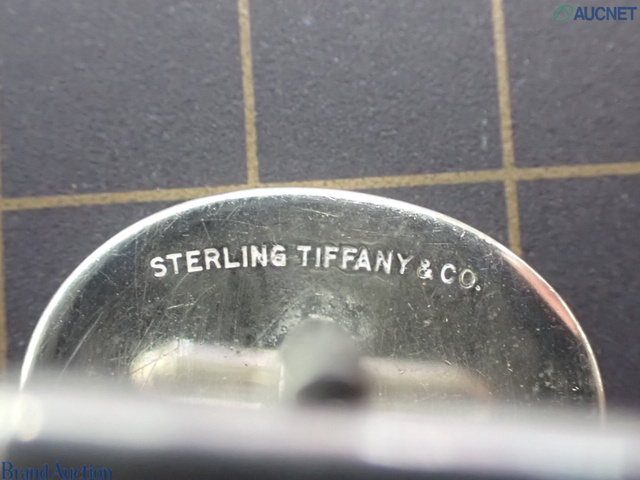 AUCNET
STERLING TIFFANY & CO.
Brand Auction